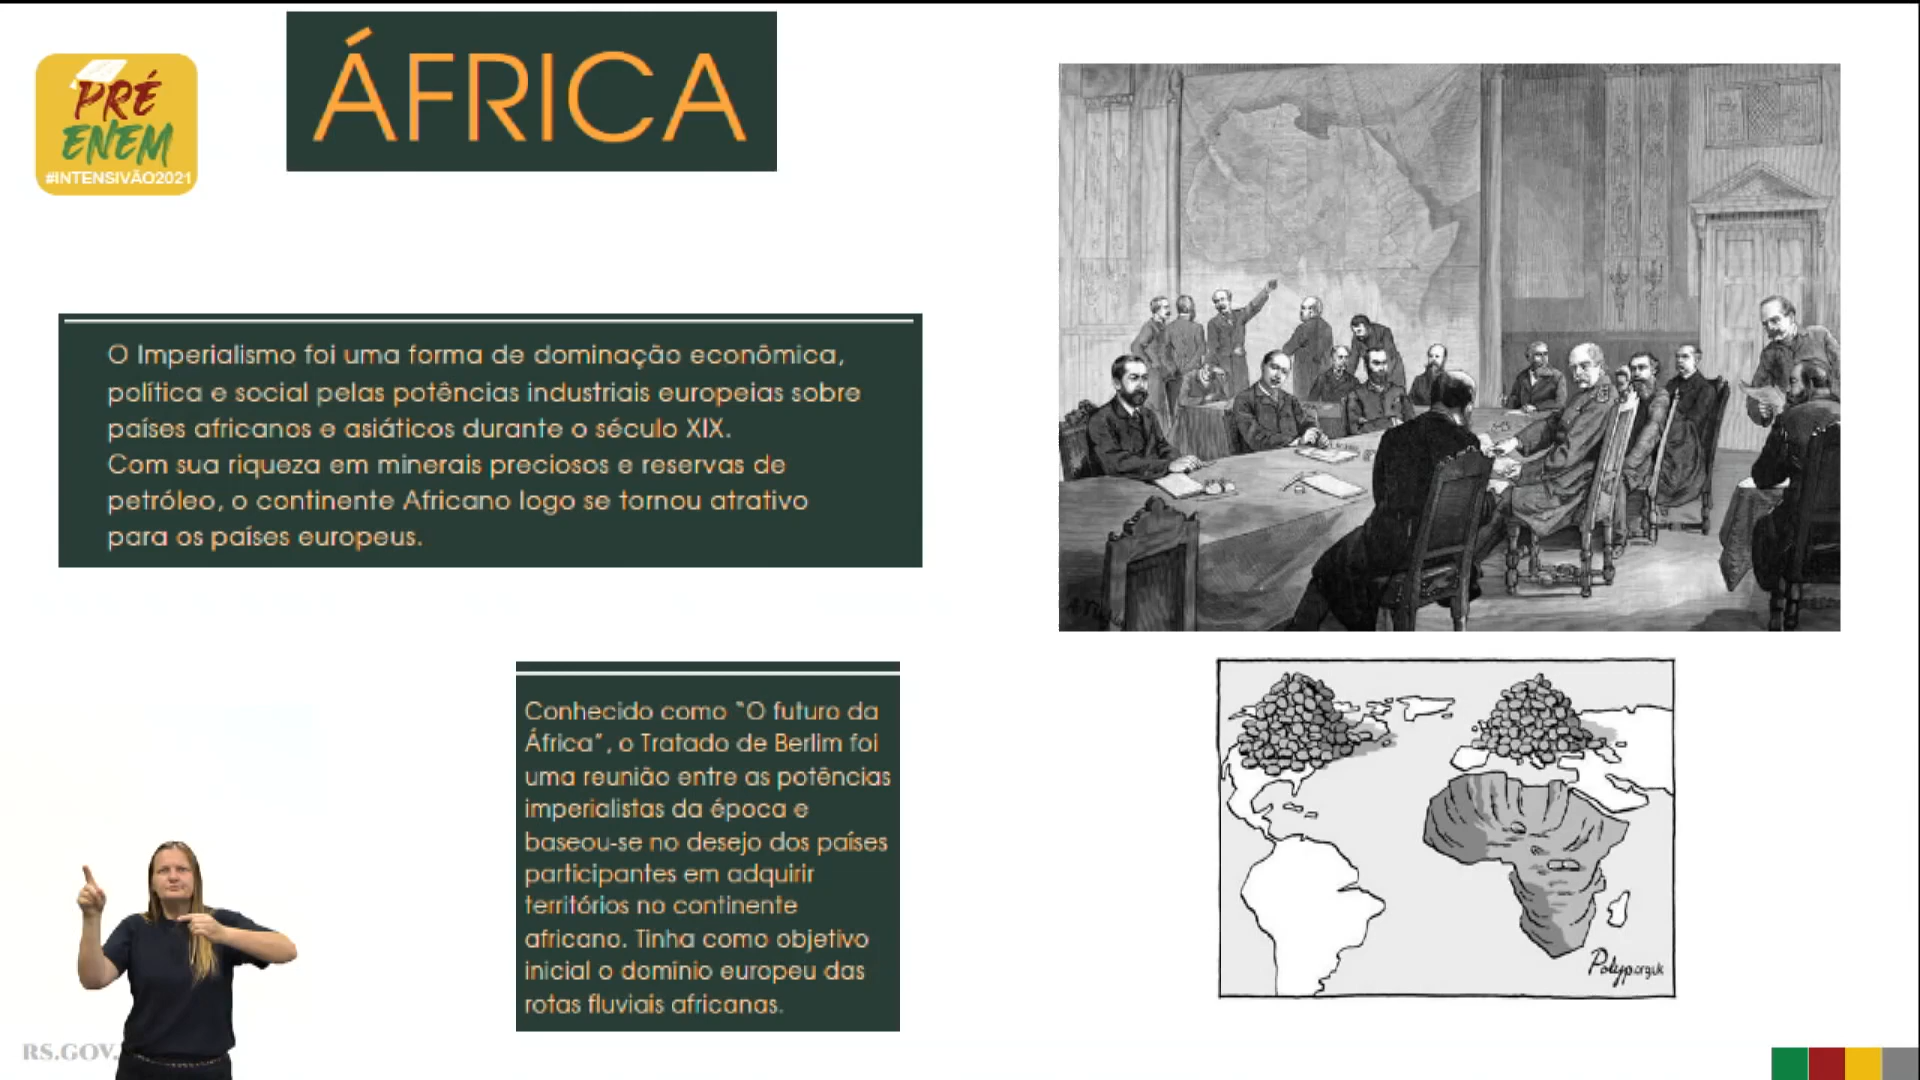 PRÉ
ENEM
#INTENSIVÃO2021
ÁFRICA
O Imperialismo foi uma forma de dominação econômica,
política e social pelas potências industriais europeias sobre
países africanos e asiáticos durante o século XIX.
Com sua riqueza em minerais preciosos e reservas de
petróleo, o continente Africano logo se tornou atrativo
para os países europeus.
Conhecido como “O futuro da
África”, o Tratado de Berlim foi
uma reunião entre as potências
imperialistas da época e
baseou-se no desejo dos países
participantes em adquirir
territórios no continente
africano. Tinha como objetivo
inicial o domínio europeu das
rotas fluviais africanas.
Polyp.org.uk
RS.GOV.